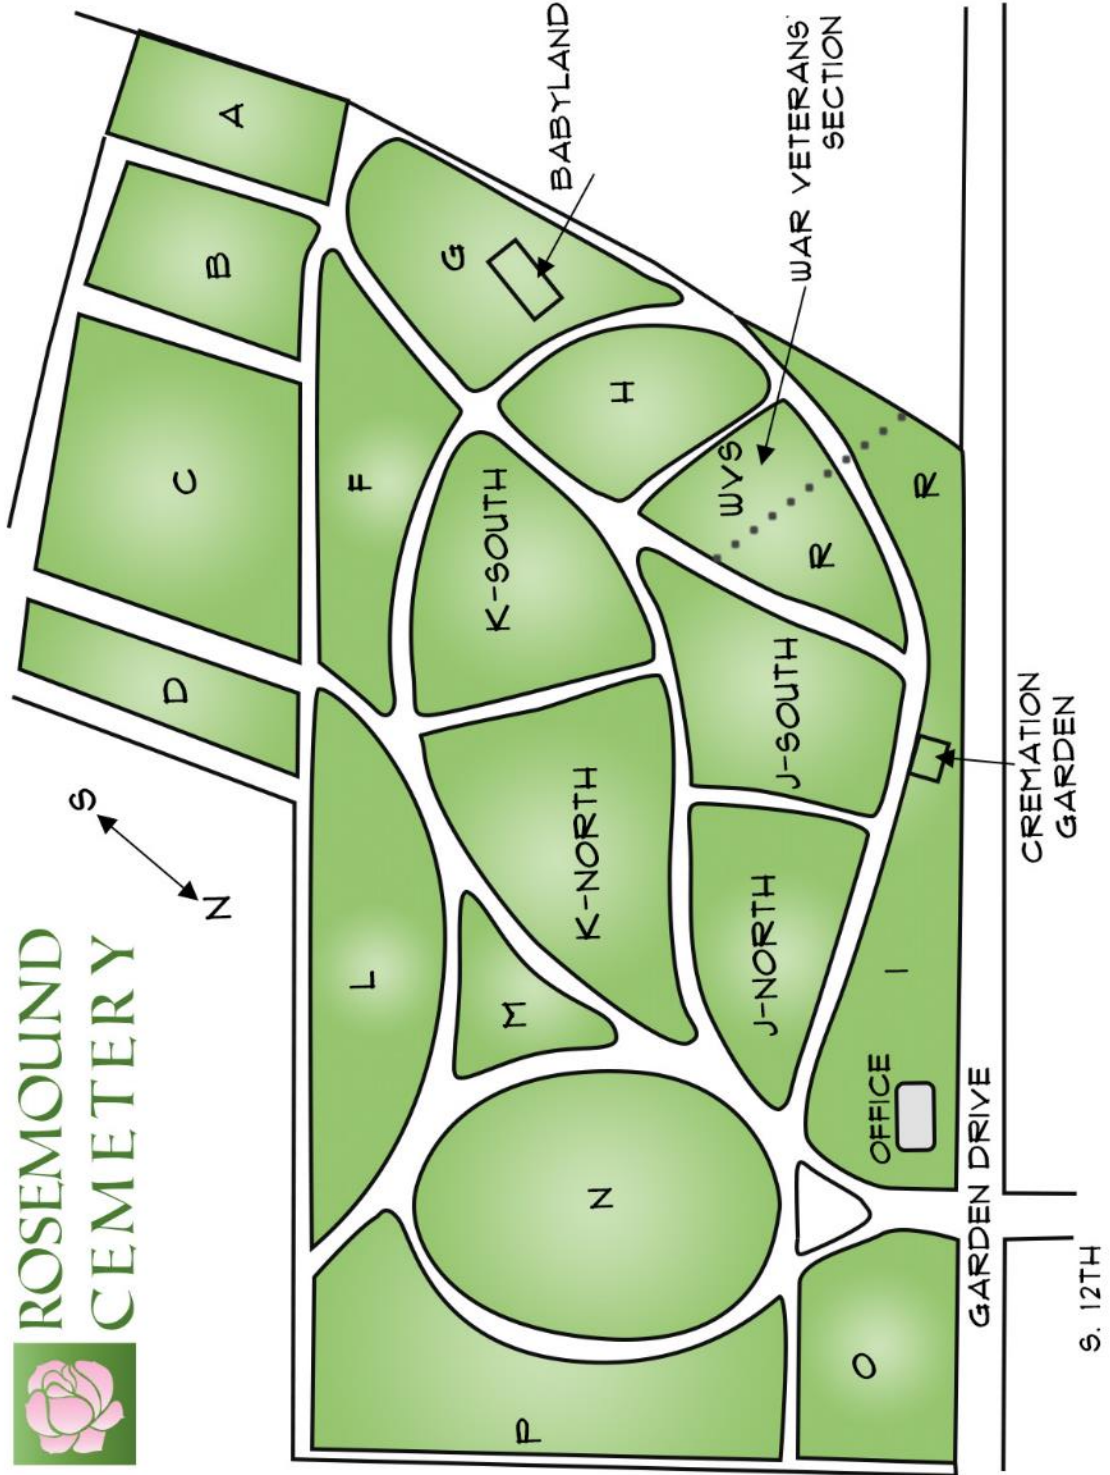 ROSEMOUND
CEMETERY
S
N
A
B
C
D
F
G
BABYLAND
H
WAR VETERANS'
SECTION
WVS
R
R
K-SOUTH
K-NORTH
J-SOUTH
J-NORTH
CREMATION
GARDEN
L
M
N
I
OFFICE
GARDEN DRIVE
S. 12TH
O
P